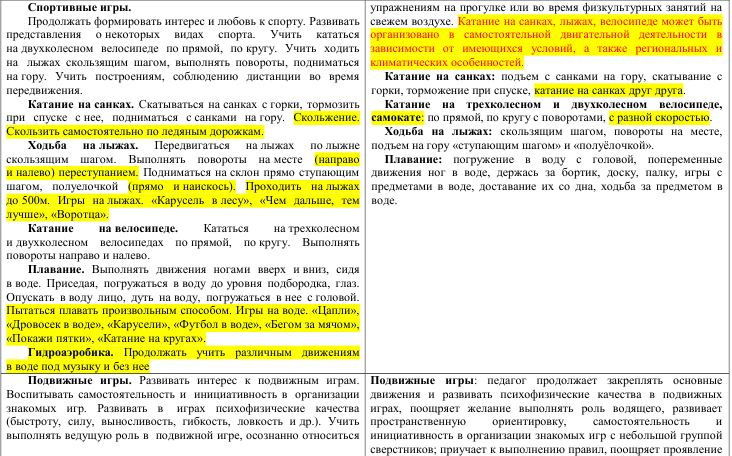 Спортивные игры.
Продолжать формировать интерес и любовь к спорту. Развивать
представления о некоторых видах спорта. Учить кататься
на двухколесном велосипеде по прямой, по кругу. Учить ходить
на лыжах скользящим шагом, выполнять повороты, подниматься
на гору. Учить построениям, соблюдению дистанции во время
передвижения.
Катание на санках. Скатываться на санках с горки, тормозить
при спуске с нее, подниматься с санками на гору. Скольжение.
Скользить самостоятельно по ледяным дорожкам.
Ходьба на лыжах. Передвигаться на лыжах по лыжне
скользящим шагом. Выполнять повороты на месте (направо
и налево) переступанием. Подниматься на склон прямо ступающим
шагом, полуелочкой (прямо и наискось). Проходить на лыжах
до 500м. Игры на лыжах. «Карусель в лесу», «Чем дальше, тем
лучше», «Воротца».
Катание на велосипеде. Кататься на трехколесном
и двухколесном велосипедах по прямой, по кругу. Выполнять
повороты направо и налево.
Плавание. Выполнять движения ногами вверх и вниз, сидя
в воде. Приседая, погружаться в воду до уровня подбородка, глаз.
Опускать в воду лицо, дуть на воду, погружаться в нее с головой.
Пытаться плавать произвольным способом. Игры на воде. «Цапли»,
«Дровосек в воде», «Карусели», «Футбол в воде», «Бегом за мячом»,
«Покажи пятки», «Катание на кругах».
Гидроаэробика. Продолжать учить различным движениям
в воде под музыку и без нее
упражнениям на прогулке или во время физкультурных занятий на
свежем воздухе. Катание на санках, лыжах, велосипеде может быть
организовано в самостоятельной двигательной деятельности в
зависимости от имеющихся условий, а также региональных и
климатических особенностей.
Катание на санках: подъем с санками на гору, скатывание с
горки, торможение при спуске, катание на санках друг друга.
Катание на трехколесном и двухколесном велосипеде,
самокате: по прямой, по кругу с поворотами, с разной скоростью.
Ходьба на лыжах: скользящим шагом, повороты на месте,
подъем на гору «ступающим шагом» и «полуёлочкой».
Плавание: погружение в воду с головой, попеременные
движения ног в воде, держась за бортик, доску, палку, игры с
предметами в воде, доставание их со дна, ходьба за предметом в
воде.
Подвижные игры. Развивать интерес к подвижным играм.
Воспитывать самостоятельность и инициативность в организации
знакомых игр. Развивать в играх психофизические качества
(быстроту, силу, выносливость, гибкость, ловкость и др.). Учить
выполнять ведущую роль в подвижной игре, осознанно относиться
Подвижные игры: педагог продолжает закреплять основные
движения и развивать психофизические качества в подвижных
играх, поощряет желание выполнять роль водящего, развивает
пространственную ориентировку, самостоятельность и
инициативность в организации знакомых игр с небольшой группой
сверстников; приучает к выполнению правил, поощряет проявление